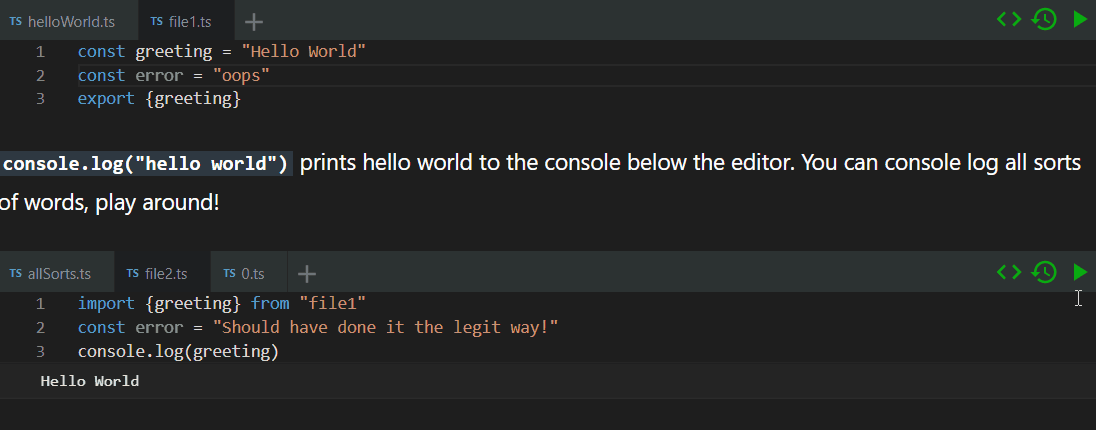 TS helloWorld.ts TS file1.ts +
1 const greeting = "Hello World"
2 const error = "oops"
3 export {greeting}
console.log("hello world") prints hello world to the console below the editor. You can console log all sorts
of words, play around!
TS allSorts.ts TS file2.ts TS 0.ts +
1 import {greeting} from "file1"
2 const error = "Should have done it the legit way!"
3 console.log(greeting)
Hello World